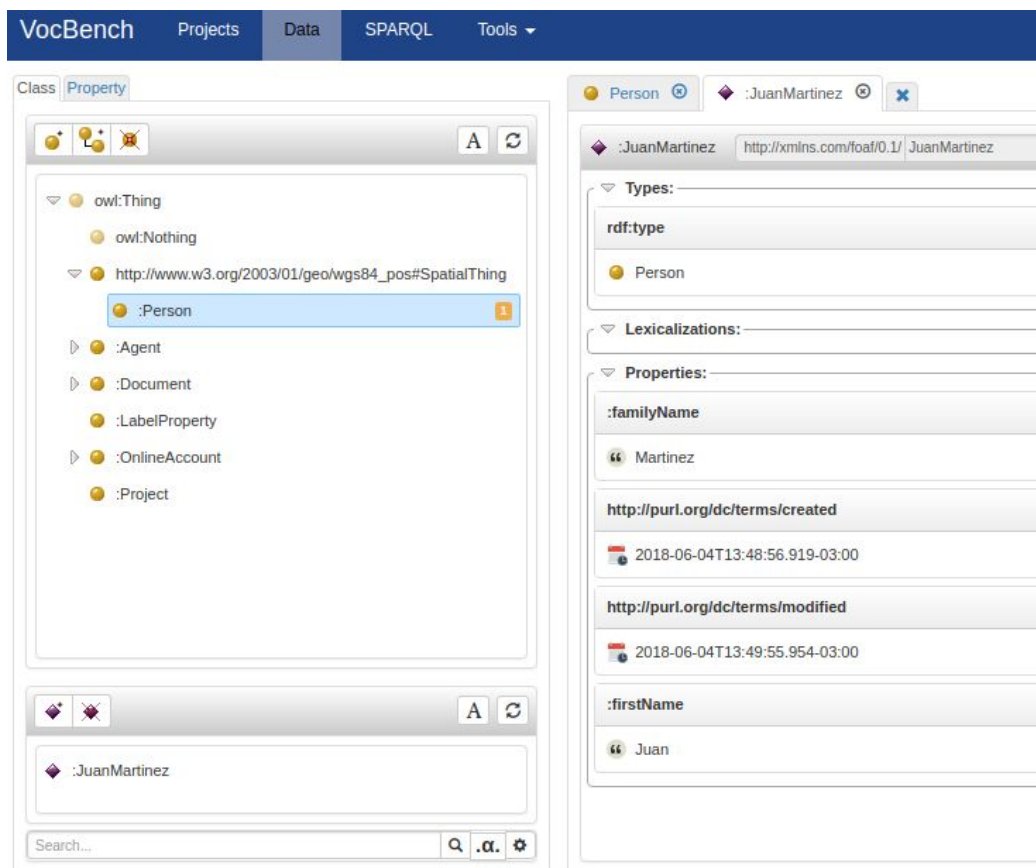 VocBench Projects Data SPARQL Tools
Class Property
A
owl:Thing
owl:Nothing
http://www.w3.org/2003/01/geo/wgs84_pos#SpatialThing
:Person 1
:Agent
:Document
:LabelProperty
:OnlineAccount
:Project
A
:JuanMartinez
Search... .α.
Person :JuanMartinez
:JuanMartinez http://xmlns.com/foaf/0.1/ JuanMartinez
Types:
rdf:type
Person
Lexicalizations:
Properties:
:familyName
Martinez
http://purl.org/dc/terms/created
2018-06-04T13:48:56.919-03:00
http://purl.org/dc/terms/modified
2018-06-04T13:49:55.954-03:00
:firstName
Juan